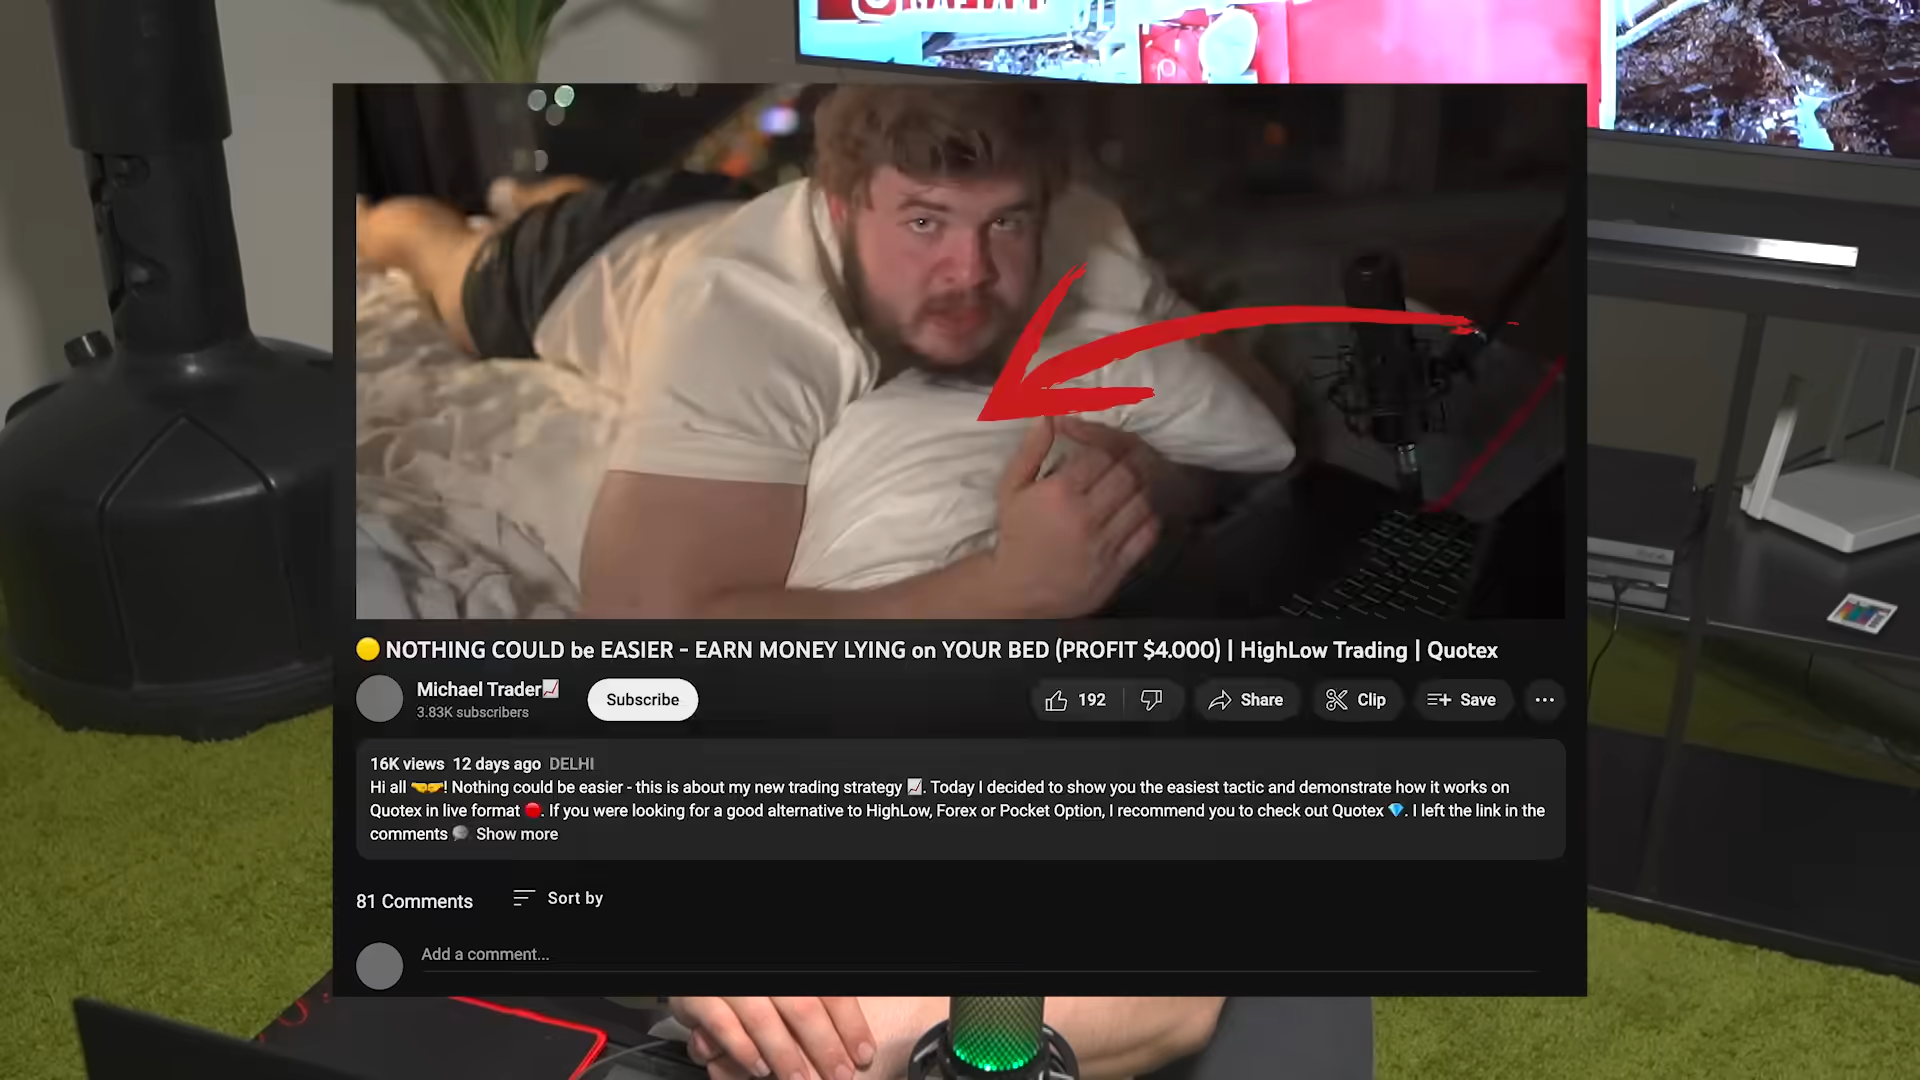 🟡 NOTHING COULD be EASIER - EARN MONEY LYING on YOUR BED (PROFIT $4.000) | HighLow Trading | Quotex
Michael Trader📈
3.83K subscribers
Subscribe
192
Share
Clip
Save
16K views 12 days ago DELHI
Hi all 🤝! Nothing could be easier - this is about my new trading strategy 📈. Today I decided to show you the easiest tactic and demonstrate how it works on
Quotex in live format 🔴. If you were looking for a good alternative to HighLow, Forex or Pocket Option, I recommend you to check out Quotex 💎. I left the link in the
comments 💬 Show more
81 Comments
Sort by
Add a comment...